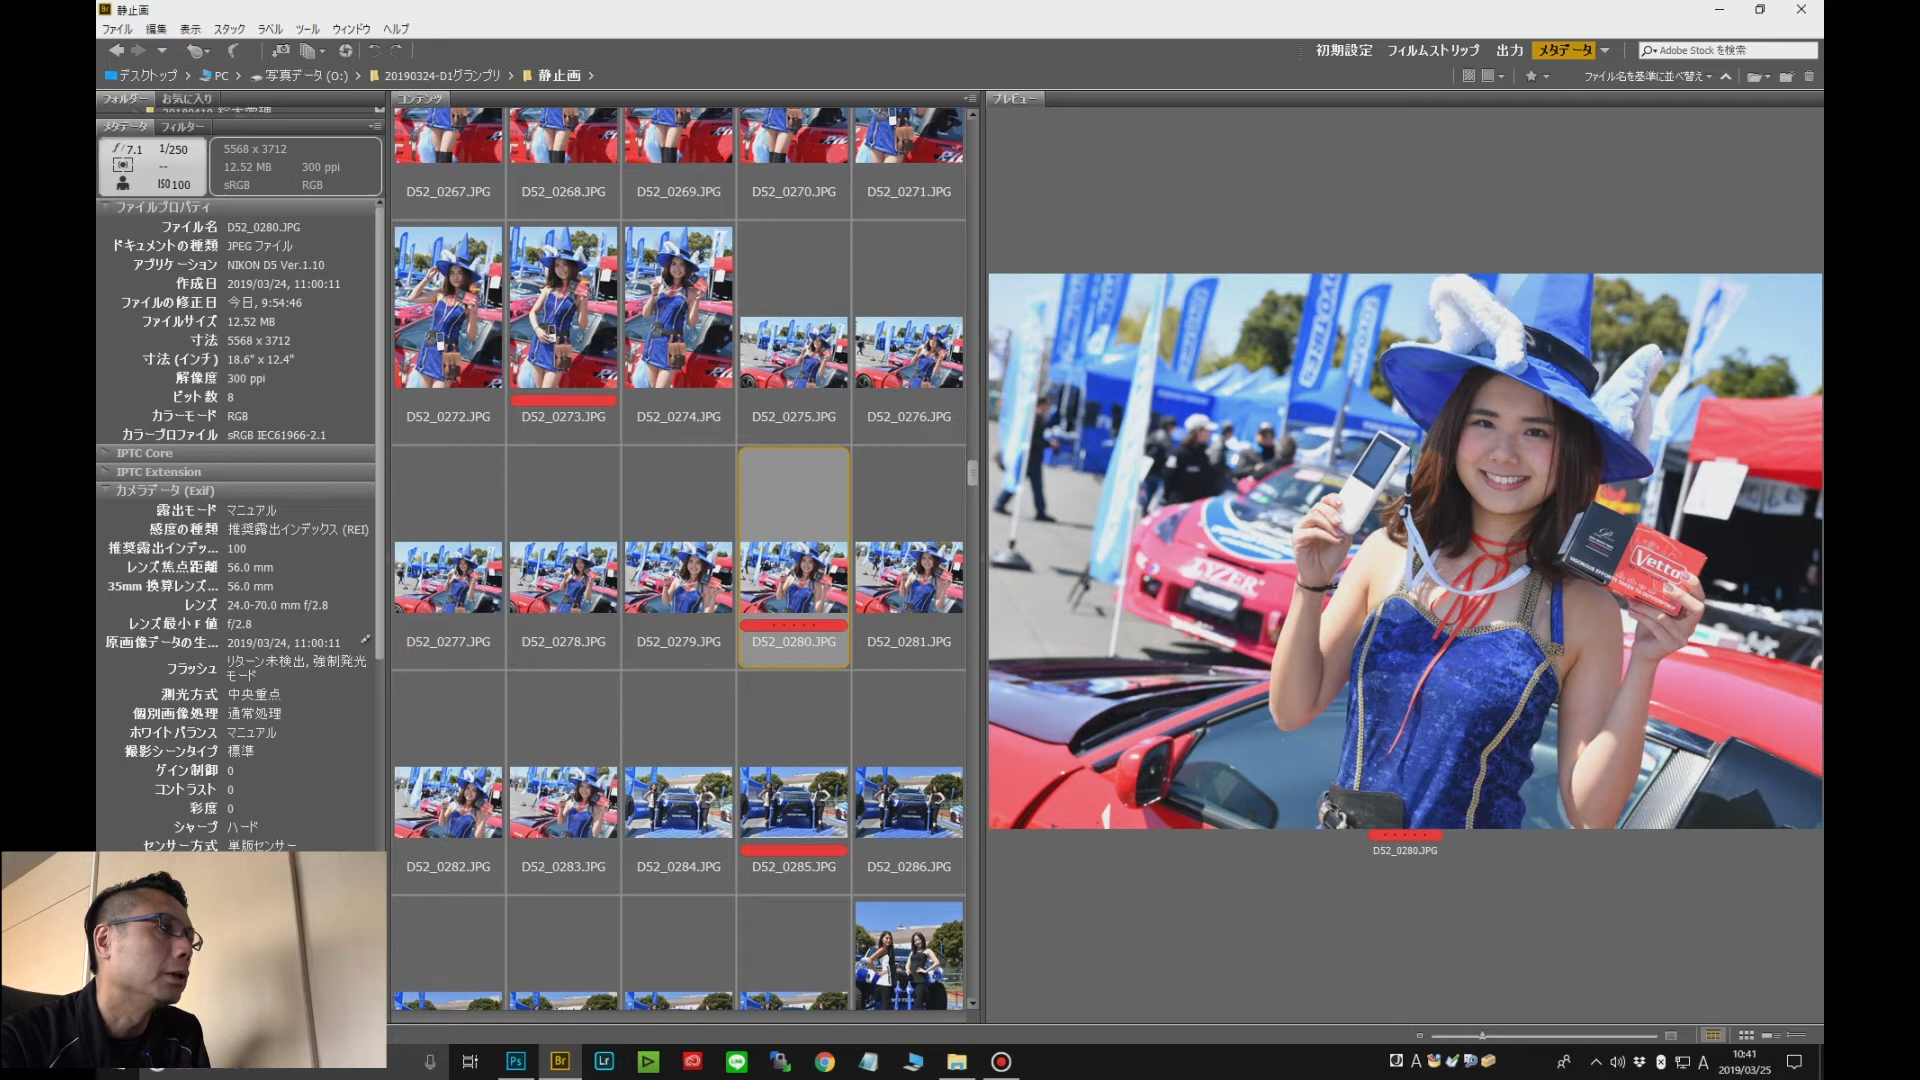 静止画
ファイル 編集 表示 スタック ラベル ツール ウィンドウ ヘルプ
初期設定 フィルムストリップ 出力 メタデータ
Adobe Stock を検索
デスクトップ PC 写真データ (O:) 20190324-D1グランプリ 静止画
ファイル名を基準に並べ替え
フォルダー お気に入り
メタデータ フィルター
f/7.1 1/250
--
ISO100
5568 x 3712
12.52 MB 300 ppi
sRGB RGB
ファイルプロパティ
ファイル名 D52_0280.JPG
ドキュメントの種類 JPEG ファイル
アプリケーション NIKON D5 Ver.1.10
作成日 2019/03/24, 11:00:11
ファイルの修正日 今日, 9:54:46
ファイルサイズ 12.52 MB
寸法 5568 x 3712
寸法 (インチ) 18.6" x 12.4"
解像度 300 ppi
ビット数 8
カラーモード RGB
カラープロファイル sRGB IEC61966-2.1
IPTC Core
IPTC Extension
カメラデータ (Exif)
露出モード マニュアル
感度の種類 推奨露出インデックス (REI)
推奨露出インデッ... 100
レンズ焦点距離 56.0 mm
35mm 換算レンズ... 56.0 mm
レンズ 24.0-70.0 mm f/2.8
レンズ最小 F 値 f/2.8
原画像データの生... 2019/03/24, 11:00:11
フラッシュ リターン未検出, 強制発光
モード
測光方式 中央重点
個別画像処理 通常処理
ホワイトバランス マニュアル
撮影シーンタイプ 標準
ゲイン制御 0
コントラスト 0
彩度 0
シャープ ハード
センサー方式 単版センサー
コンテンツ
D52_0267.JPG D52_0268.JPG D52_0269.JPG D52_0270.JPG D52_0271.JPG
D52_0272.JPG D52_0273.JPG D52_0274.JPG D52_0275.JPG D52_0276.JPG
D52_0277.JPG D52_0278.JPG D52_0279.JPG D52_0280.JPG D52_0281.JPG
D52_0282.JPG D52_0283.JPG D52_0284.JPG D52_0285.JPG D52_0286.JPG
プレビュー
Vetto
D52_0280.JPG
Ps Br Lr LINE
A
A
10:41
2019/03/25